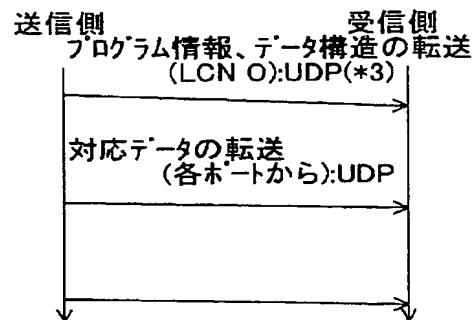 送信側 受信側
プログラム情報、データ構造の転送
(LCN 0):UDP(*3)
対応データの転送
(各ポートから):UDP